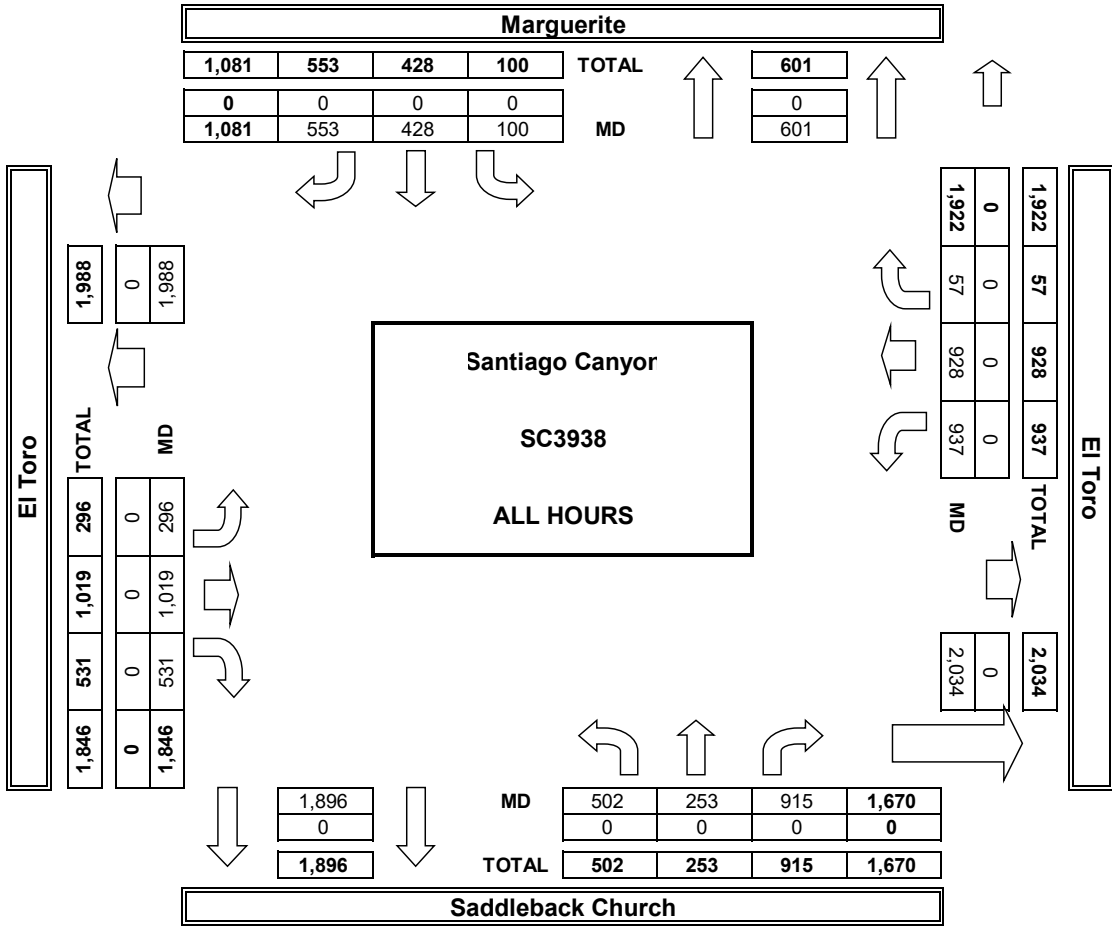 Marguerite
1,081 553 428 100 TOTAL 601
0 0 0 0 0
1,081 553 428 100 MD 601
El Toro
1,988 0 1,988
TOTAL MD
296 0 296
1,019 0 1,019
531 0 531
1,846 0 1,846
Santiago Canyon
SC3938
ALL HOURS
1,922 0 1,922
57 0 57
928 0 928
937 0 937
MD TOTAL
2,034 0 2,034
El Toro
1,896 MD 502 253 915 1,670
0 0 0 0 0
1,896 TOTAL 502 253 915 1,670
Saddleback Church